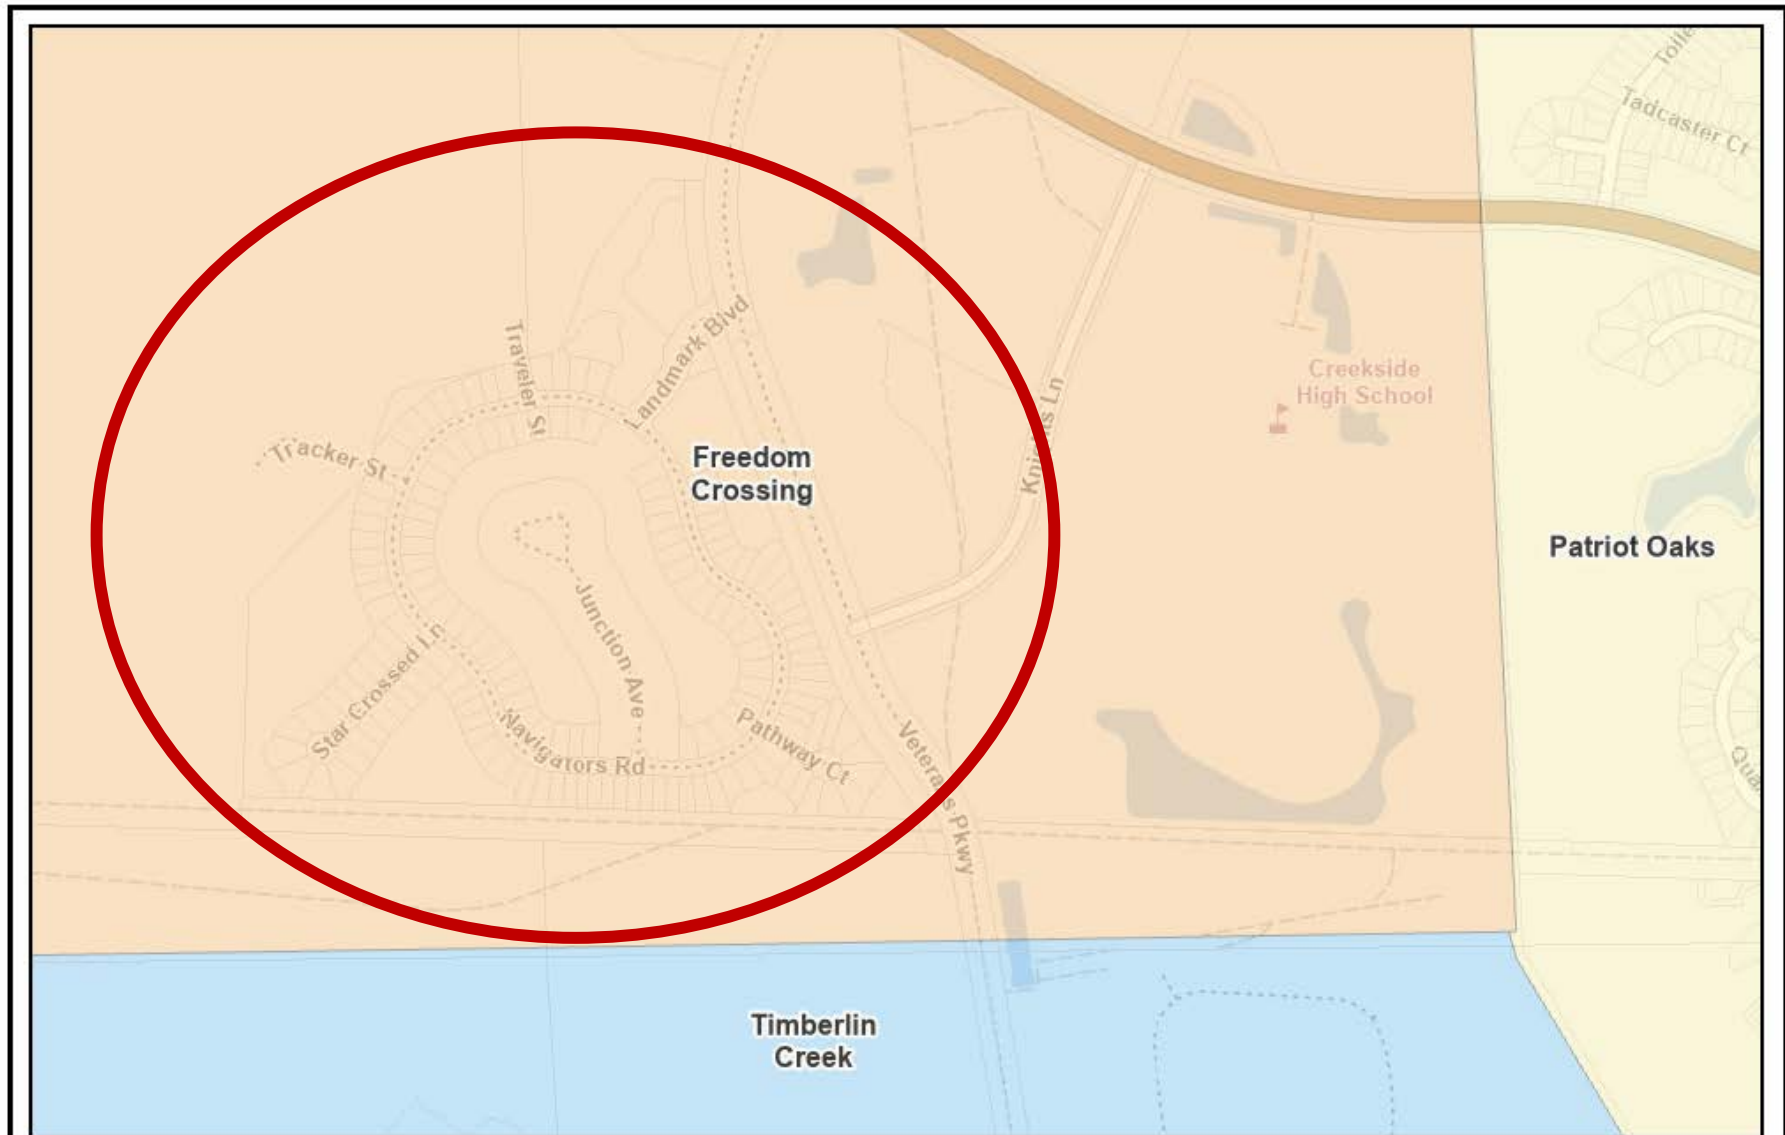 Tadcaster Ct
Landmark Blvd
Traveler St
Creekside
High School
Knights Ln
Tracker St
Freedom
Crossing
Patriot Oaks
Junction Ave
Star Crossed Ln
Navigators Rd
Pathway Ct
Veterans Pkwy
Timberlin
Creek